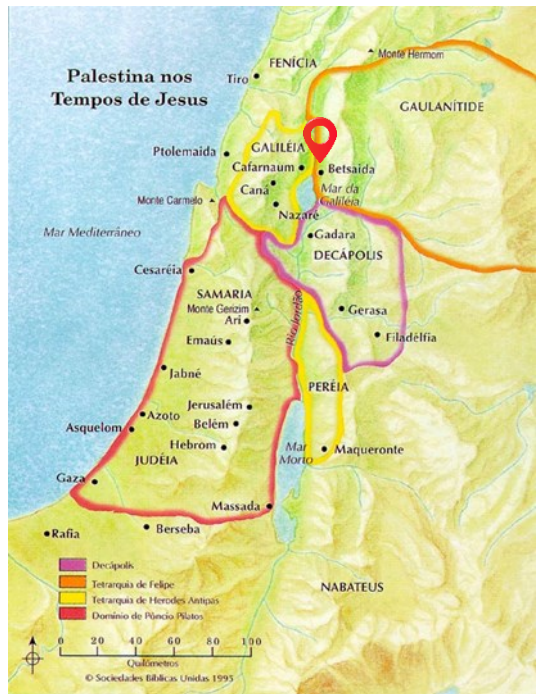 Palestina nos
Tempos de Jesus
FENÍCIA
Monte Hermom
Tiro
GAULANÍTIDE
Ptolemaida
GALILÉIA
Cafarnaum
Betsaida
Caná
Mar da
Galiléia
Monte Carmelo
Nazaré
Mar Mediterrâneo
Gadara
DECÁPOLIS
Cesaréia
SAMARIA
Monte Gerizim
Ari
Rio Jordão
Gerasa
Emaús
Filadélfia
Jabné
PERÉIA
Jerusalém
Azoto
Belém
Asquelom
Hebrom
Mar
Morto
Maqueronte
JUDÉIA
Gaza
Massada
Rafia
Berseba
Decápolis
Tetrarquia de Felipe
Tetrarquia de Herodes Antipas
Domínio de Pôncio Pilatos
NABATEUS
0 20 40 60 80 100
Quilômetros
© Sociedades Bíblicas Unidas 1995